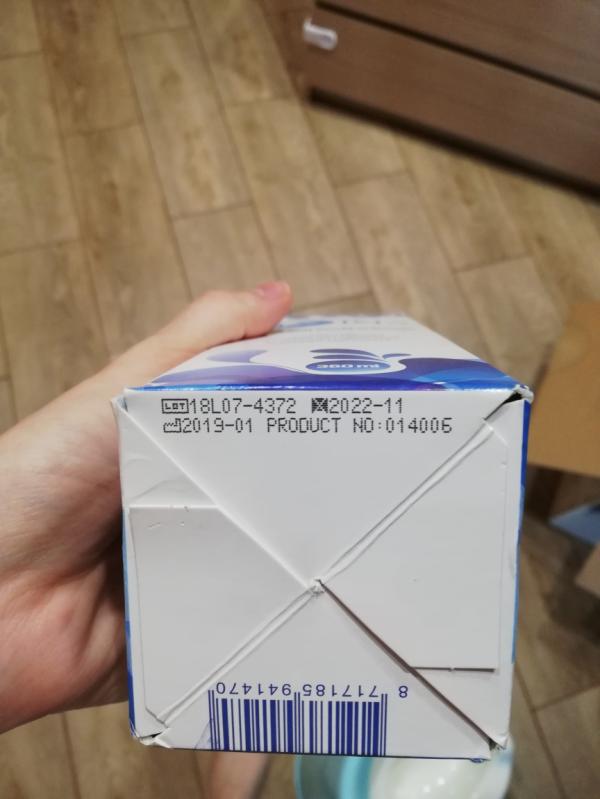 360 ml
LOT 18L07-4372 2022-11
2019-01 PRODUCT NO:014006
8 717185 941470